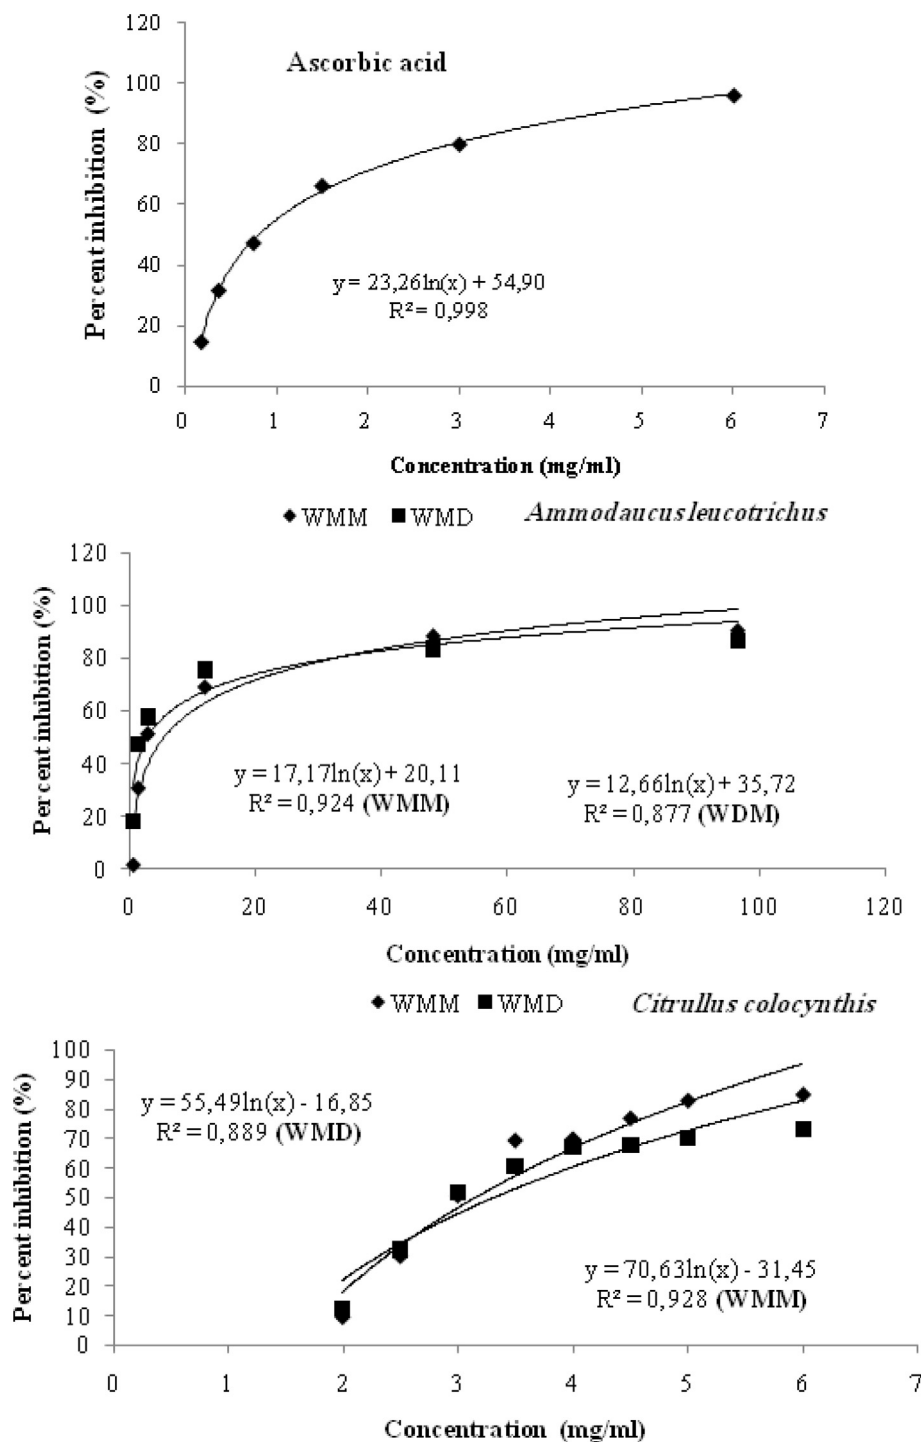 Ascorbic acid
Percent inhibition (%)
120
100
80
60
40
20
0
y = 23,26ln(x) + 54,90
R² = 0,998
0 1 2 3 4 5 6 7
Concentration (mg/ml)
WMM WMD Ammodaucus leucotrichus
Percent inhibition (%)
120
100
80
60
40
20
0
y = 17,17ln(x) + 20,11
R² = 0,924 (WMM)
y = 12,66ln(x) + 35,72
R² = 0,877 (WDM)
0 20 40 60 80 100 120
Concentration (mg/ml)
WMM WMD Citrullus colocynthis
Percent inhibition (%)
100
90
80
70
60
50
40
30
20
10
0
y = 55,49ln(x) - 16,85
R² = 0,889 (WMD)
y = 70,63ln(x) - 31,45
R² = 0,928 (WMM)
0 1 2 3 4 5 6 7
Concentration (mg/ml)